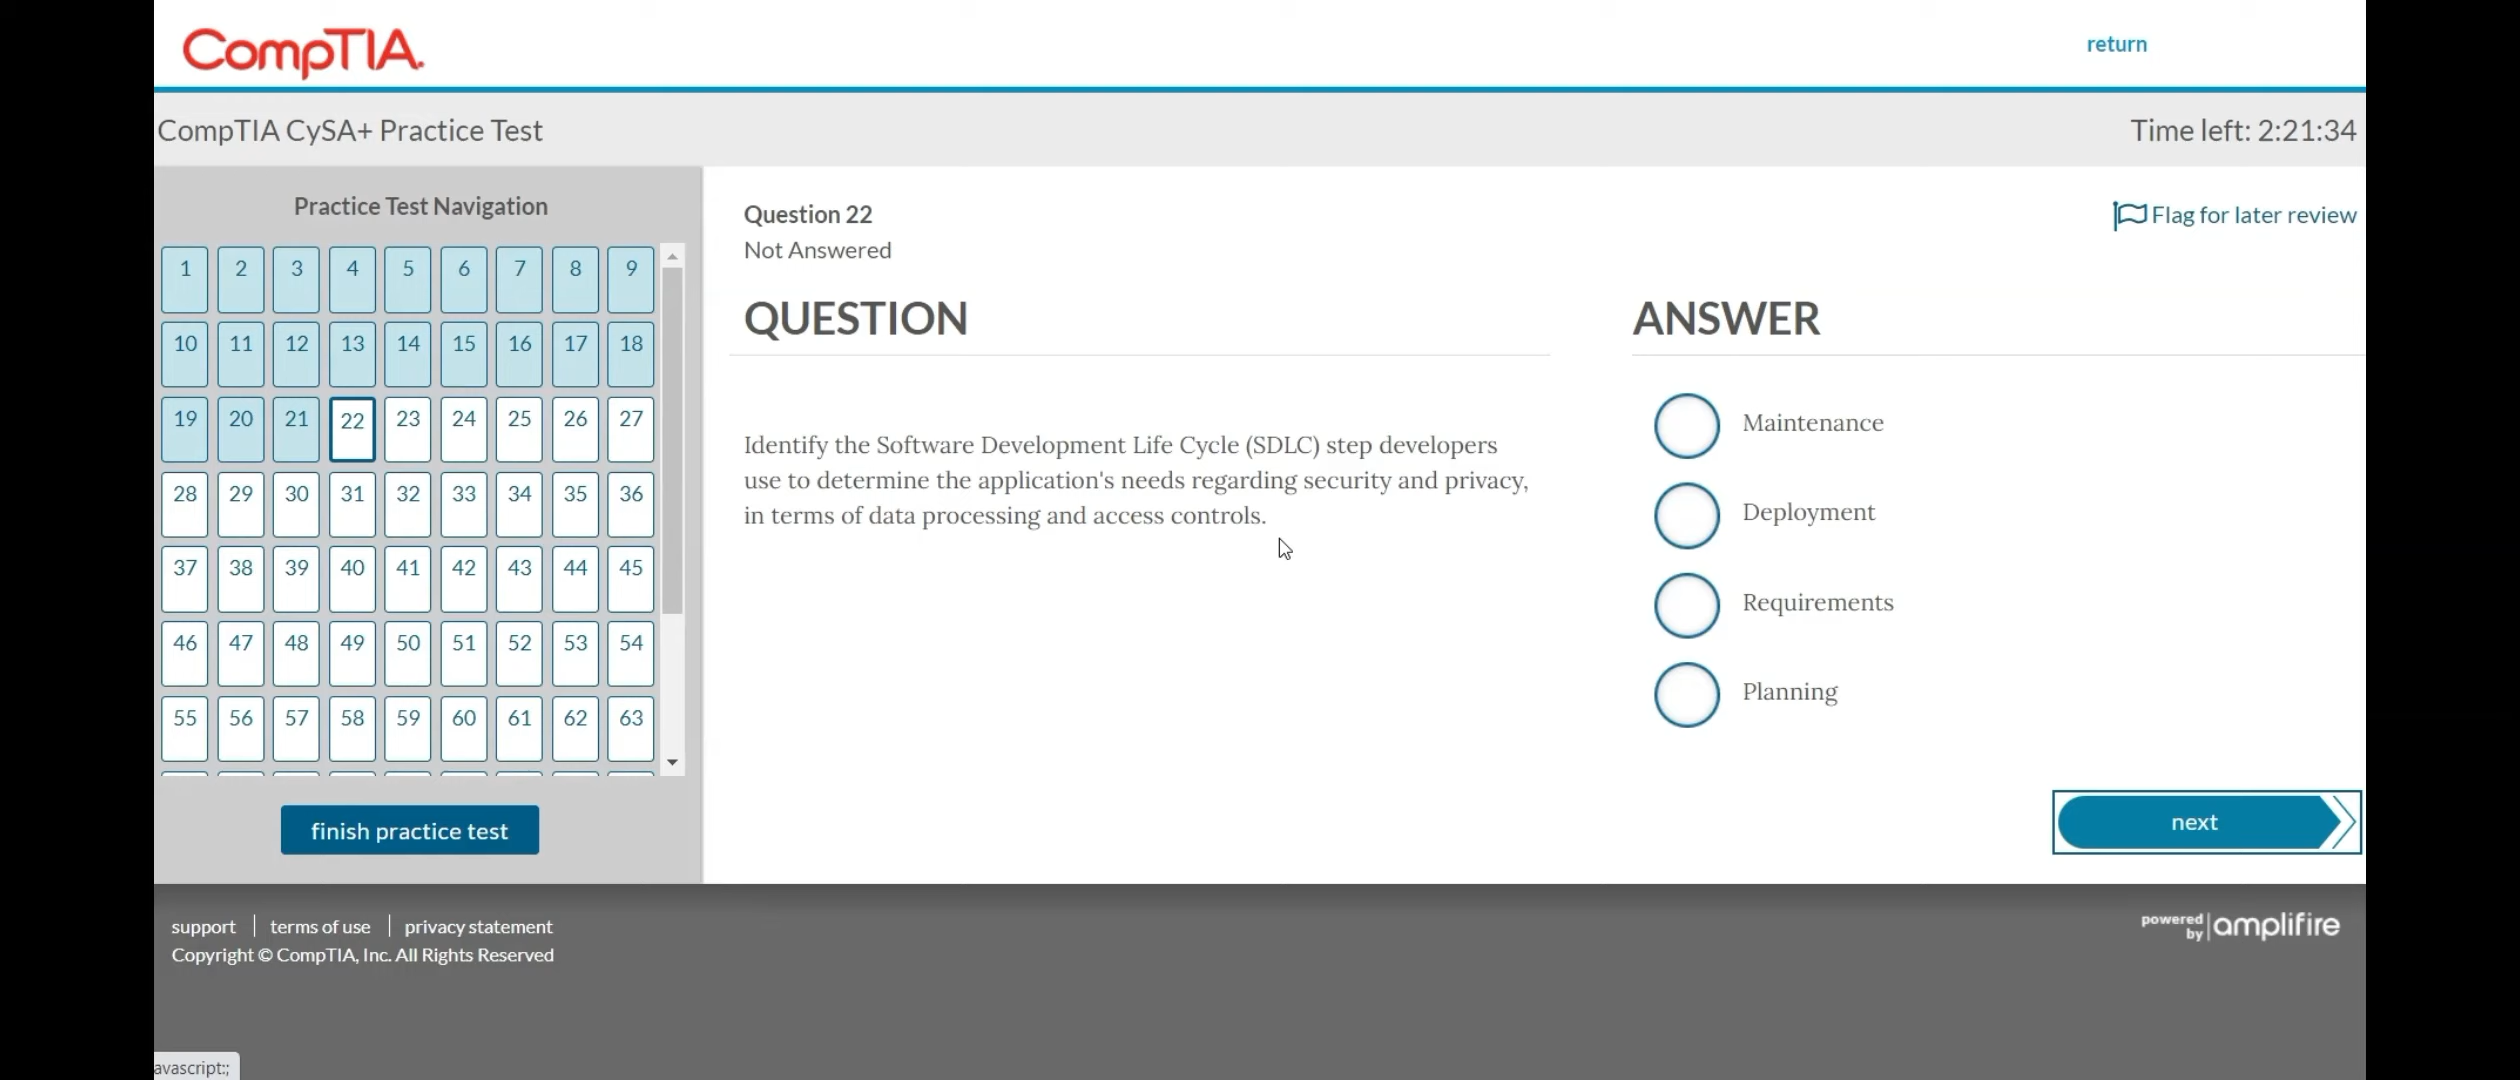 CompTIA.
return
CompTIA CySA+ Practice Test
Time left: 2:21:34
Practice Test Navigation
1 2 3 4 5 6 7 8 9
10 11 12 13 14 15 16 17 18
19 20 21 22 23 24 25 26 27
28 29 30 31 32 33 34 35 36
37 38 39 40 41 42 43 44 45
46 47 48 49 50 51 52 53 54
55 56 57 58 59 60 61 62 63
finish practice test
Question 22
Not Answered
Flag for later review
QUESTION
Identify the Software Development Life Cycle (SDLC) step developers
use to determine the application's needs regarding security and privacy,
in terms of data processing and access controls.
ANSWER
Maintenance
Deployment
Requirements
Planning
next
support | terms of use | privacy statement
Copyright © CompTIA, Inc. All Rights Reserved
powered
by | amplifire
avascript:;